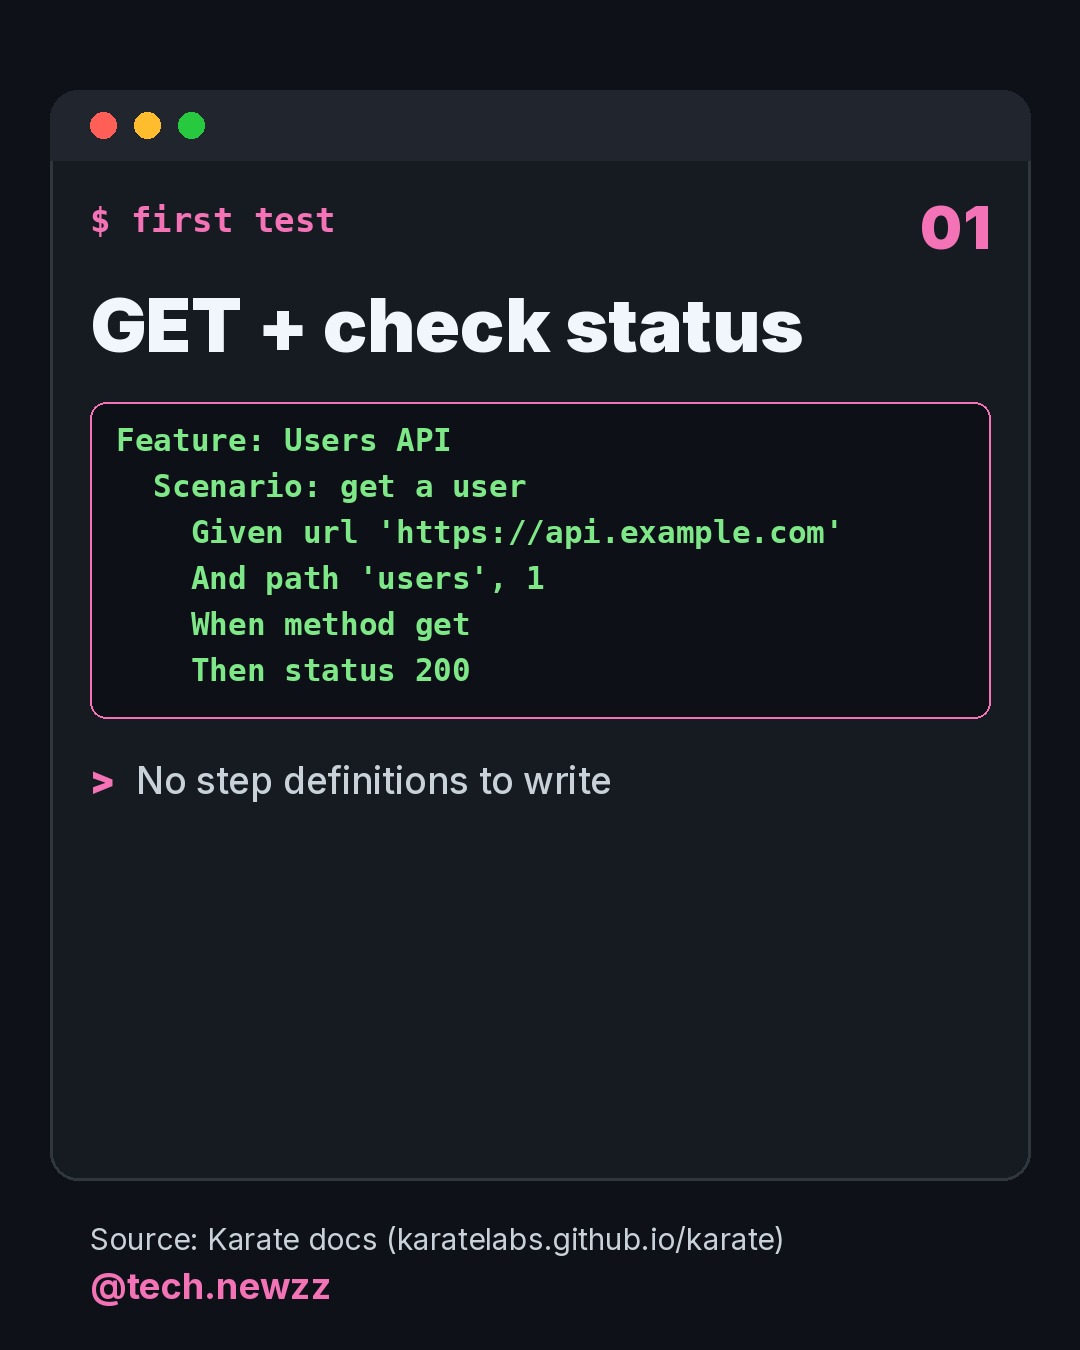 $ first test
01
GET + check status
Feature: Users API
  Scenario: get a user
    Given url 'https://api.example.com'
    And path 'users', 1
    When method get
    Then status 200
> No step definitions to write
Source: Karate docs (karatelabs.github.io/karate)
@tech.newzz